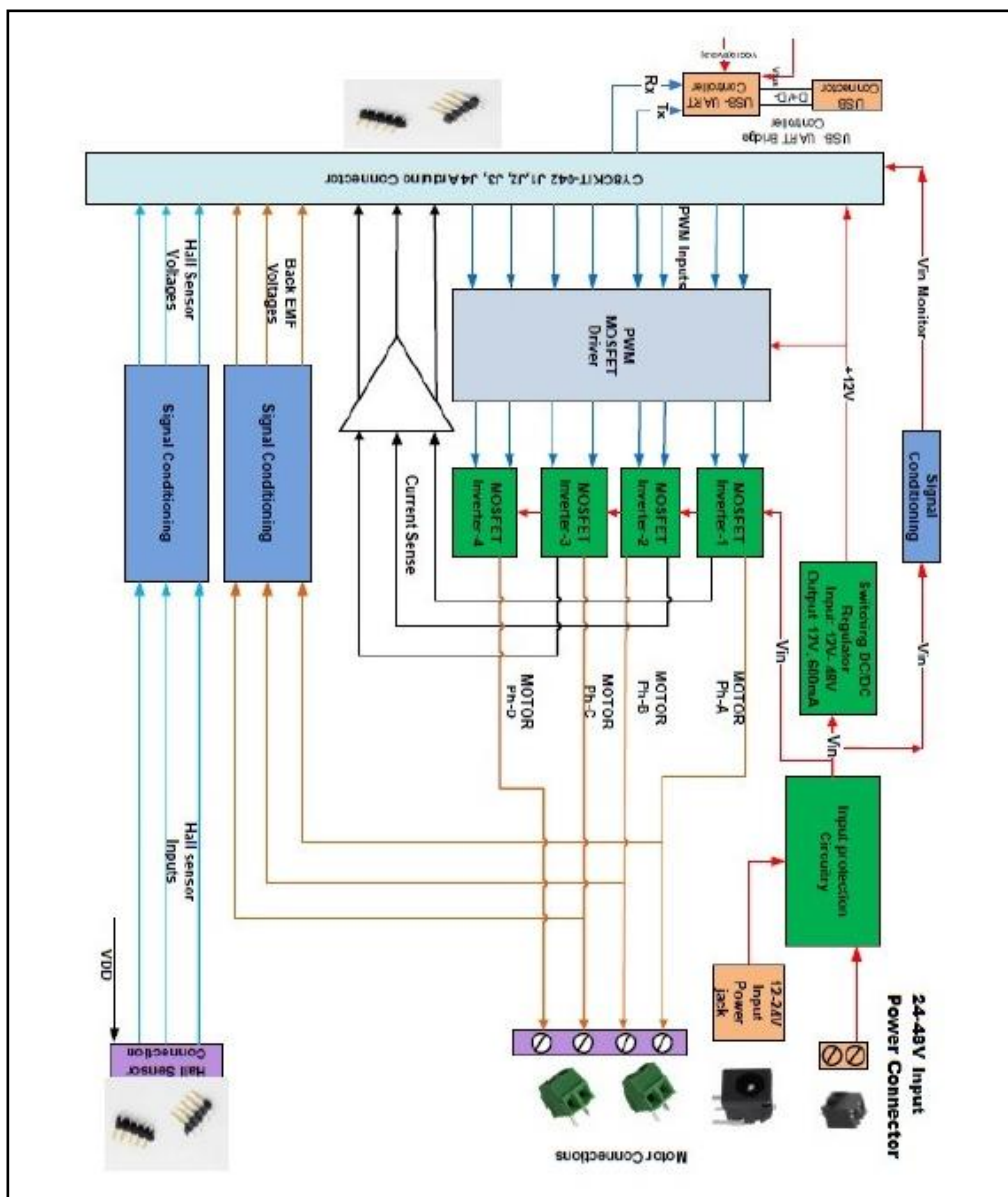 VCCIO(PVDD)
VBUS
Rx
Tx
USB- UART
Controller
D+/D-
USB
Connector
USB- UART Bridge
Controller
CY8CKIT-042 J1,J2, J3, J4 Arduino Connector
Hall Sensor
Voltages
Back EMF
Voltages
PWM Inputs
Vin Monitor
PWM
MOSFET
Driver
+12V
Signal Conditioning
Signal Conditioning
Current Sense
MOSFET
Inverter-4
MOSFET
Inverter-3
MOSFET
Inverter-2
MOSFET
Inverter-1
Signal
Conditioning
Switching DC/DC
Regulator
Input: 12V- 48V
Output: 12V, 600mA
Vin
Vin
Vin
MOTOR
Ph-D
MOTOR
Ph-C
MOTOR
Ph-B
MOTOR
Ph-A
Input protection
Circuitry
Hall sensor
Inputs
VDD
12-24V
Input
Power
jack
24-48V Input
Power Connector
Hall Sensor
Connection
Motor Connections